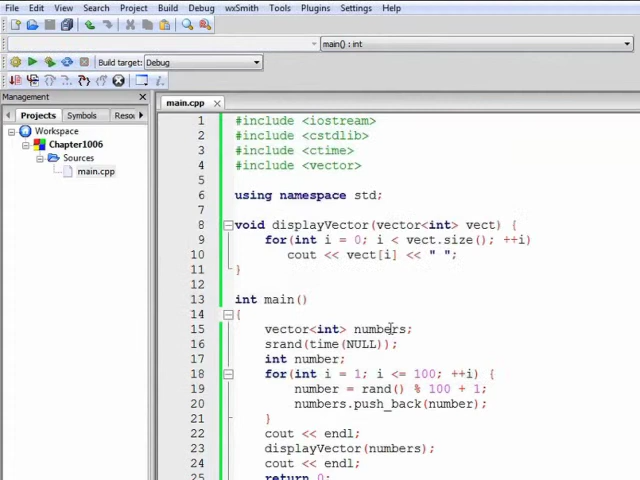 File Edit View Search Project Build Debug wxSmith Tools Plugins Settings Help
main() : int
Build target: Debug
Management
Projects Symbols Resou
main.cpp
Workspace
Chapter1006
Sources
main.cpp
1 #include <iostream>
2 #include <cstdlib>
3 #include <ctime>
4 #include <vector>
5
6 using namespace std;
7
8 void displayVector(vector<int> vect) {
9 for(int i = 0; i < vect.size(); ++i)
10 cout << vect[i] << " ";
11 }
12
13 int main()
14 {
15 vector<int> numbers;
16 srand(time(NULL));
17 int number;
18 for(int i = 1; i <= 100; ++i) {
19 number = rand() % 100 + 1;
20 numbers.push_back(number);
21 }
22 cout << endl;
23 displayVector(numbers);
24 cout << endl;
25 return 0;